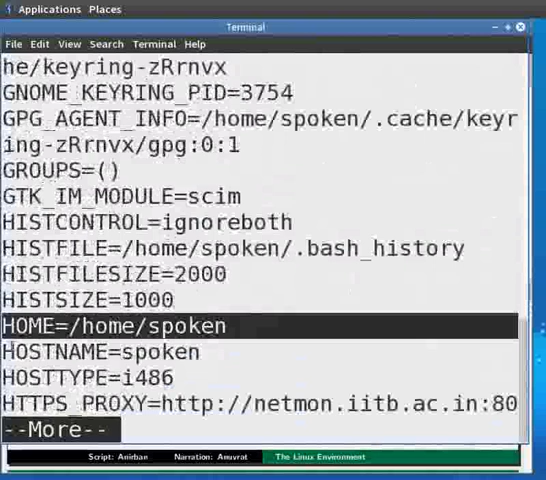 Applications Places
Terminal
File Edit View Search Terminal Help
he/keyring-zRrnvx
GNOME_KEYRING_PID=3754
GPG_AGENT_INFO=/home/spoken/.cache/keyr
ing-zRrnvx/gpg:0:1
GROUPS=()
GTK_IM_MODULE=scim
HISTCONTROL=ignoreboth
HISTFILE=/home/spoken/.bash_history
HISTFILESIZE=2000
HISTSIZE=1000
HOME=/home/spoken
HOSTNAME=spoken
HOSTTYPE=i486
HTTPS_PROXY=http://netmon.iitb.ac.in:80
--More--
Script: Anirban Narration: Anuvrat The Linux Environment